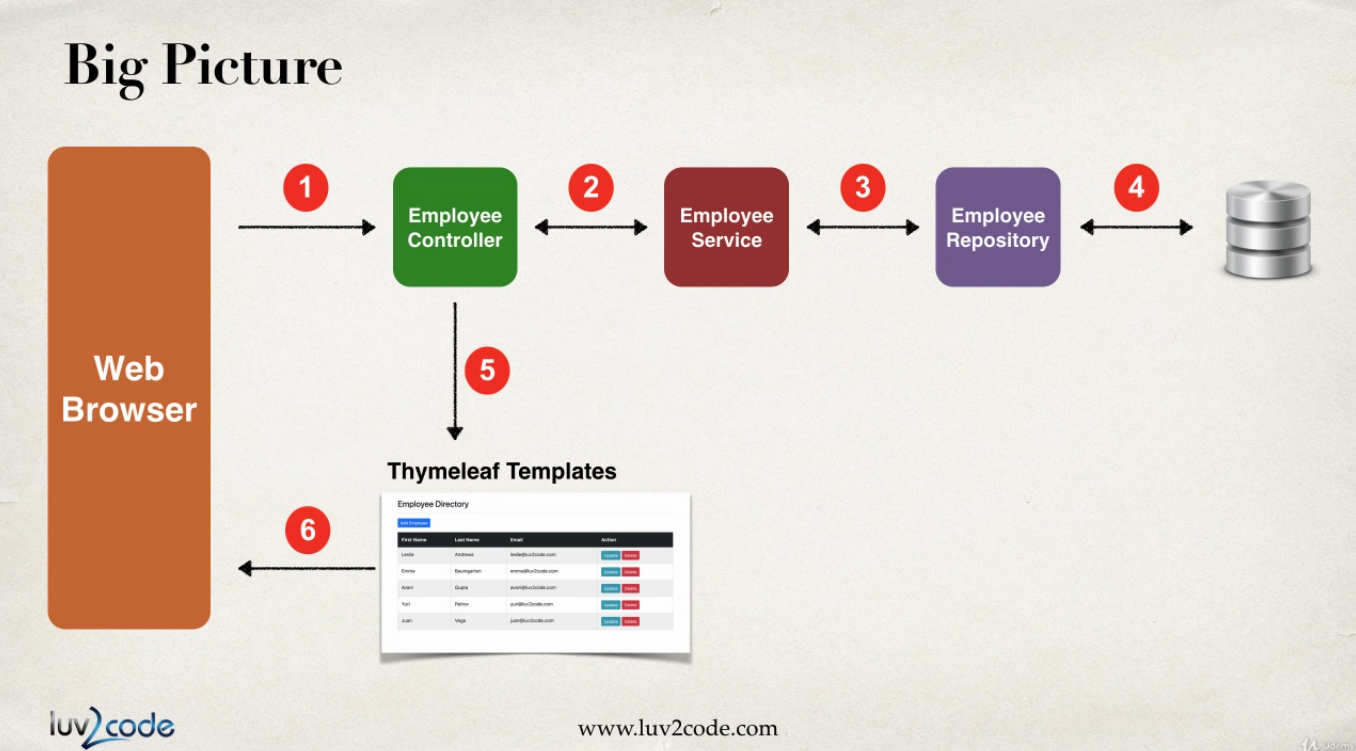 Big Picture
1
2
3
4
Employee
Controller
Employee
Service
Employee
Repository
Web
Browser
5
Thymeleaf Templates
6
Employee Directory
Add Employee
First Name Last Name Email Action
Leslie Andrews leslie@luv2code.com Update Delete
Emma Baumgarten emma@luv2code.com Update Delete
Avani Gupta avani@luv2code.com Update Delete
Yuri Petrov yuri@luv2code.com Update Delete
Juan Vega juan@luv2code.com Update Delete
luv2code
www.luv2code.com
Udemy